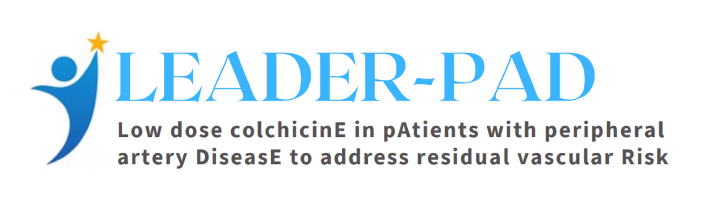 LEADER-PAD
Low dose colchicinE in pAtients with peripheral
artery DiseasE to address residual vascular Risk